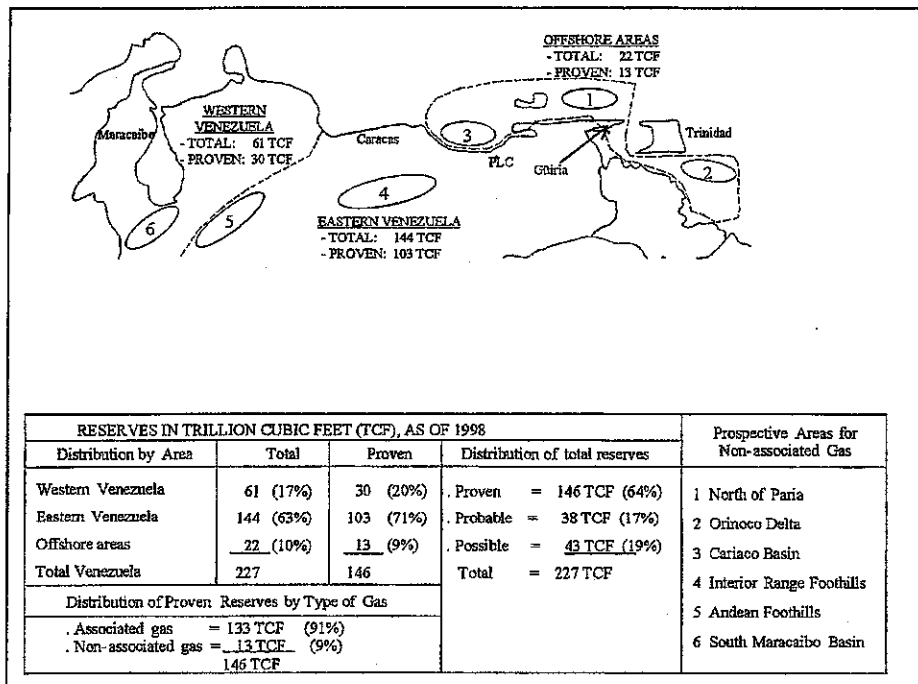 OFFSHORE AREAS
- TOTAL: 22 TCF
- PROVEN: 13 TCF
1
WESTERN
VENEZUELA
- TOTAL: 61 TCF
- PROVEN: 30 TCF
Maracaibo
Caracas
3
PLC
Güiria
Trinidad
2
4
5
6
EASTERN VENEZUELA
- TOTAL: 144 TCF
- PROVEN: 103 TCF
RESERVES IN TRILLION CUBIC FEET (TCF), AS OF 1998
Distribution by Area Total Proven
Western Venezuela 61 (17%) 30 (20%)
Eastern Venezuela 144 (63%) 103 (71%)
Offshore areas 22 (10%) 13 (9%)
Total Venezuela 227 146
Distribution of Proven Reserves by Type of Gas
. Associated gas = 133 TCF (91%)
. Non-associated gas = 13 TCF (9%)
146 TCF
Distribution of total reserves
. Proven = 146 TCF (64%)
. Probable = 38 TCF (17%)
. Possible = 43 TCF (19%)
Total = 227 TCF
Prospective Areas for
Non-associated Gas
1 North of Paria
2 Orinoco Delta
3 Cariaco Basin
4 Interior Range Foothills
5 Andean Foothills
6 South Maracaibo Basin